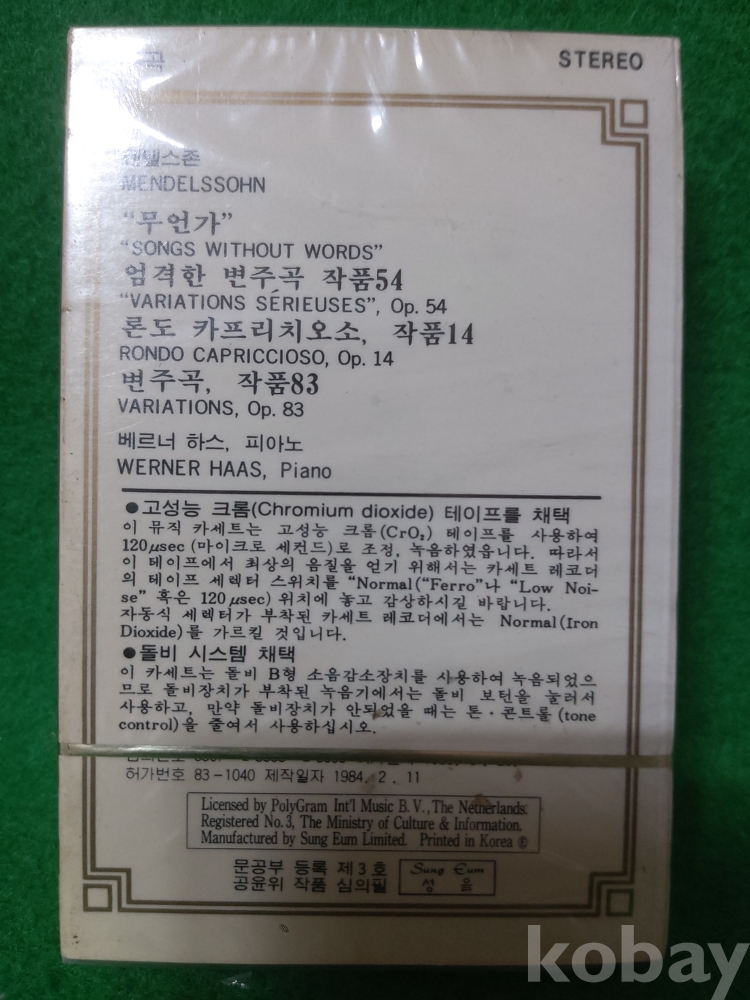 곡
STEREO
멘델스존
MENDELSSOHN
“무언가”
“SONGS WITHOUT WORDS”
엄격한 변주곡 작품54
“VARIATIONS SÉRIEUSES”, Op. 54
론도 카프리치오소, 작품14
RONDO CAPRICCIOSO, Op. 14
변주곡, 작품83
VARIATIONS, Op. 83
베르너 하스, 피아노
WERNER HAAS, Piano
●고성능 크롬(Chromium dioxide) 테이프를 채택
이 뮤직 카세트는 고성능 크롬(CrO₂) 테이프를 사용하여
120μsec (마이크로 세컨드)로 조정, 녹음하였읍니다. 따라서
이 테이프에서 최상의 음질을 얻기 위해서는 카세트 레코더
의 테이프 세렉터 스위치를 “Normal(“Ferro”나 “Low Noi-
se” 혹은 120μsec) 위치에 놓고 감상하시길 바랍니다.
자동식 세렉터가 부착된 카세트 레코더에서는 Normal(Iron
Dioxide)를 가르킬 것입니다.
●돌비 시스템 채택
이 카세트는 돌비 B형 소음감소장치를 사용하여 녹음되었으
므로 돌비장치가 부착된 녹음기에서는 돌비 보턴을 눌러서
사용하고, 만약 돌비장치가 안되었을 때는 톤·콘트롤(tone
control)을 줄여서 사용하십시오.
허가번호 83-1040 제작일자 1984. 2. 11
Licensed by PolyGram Int'l Music B. V., The Netherlands.
Registered No. 3, The Ministry of Culture & Information.
Manufactured by Sung Eum Limited. Printed in Korea ⓟ
문공부 등록 제3호
공윤위 작품 심의필
Sung Eum
성음
kobay